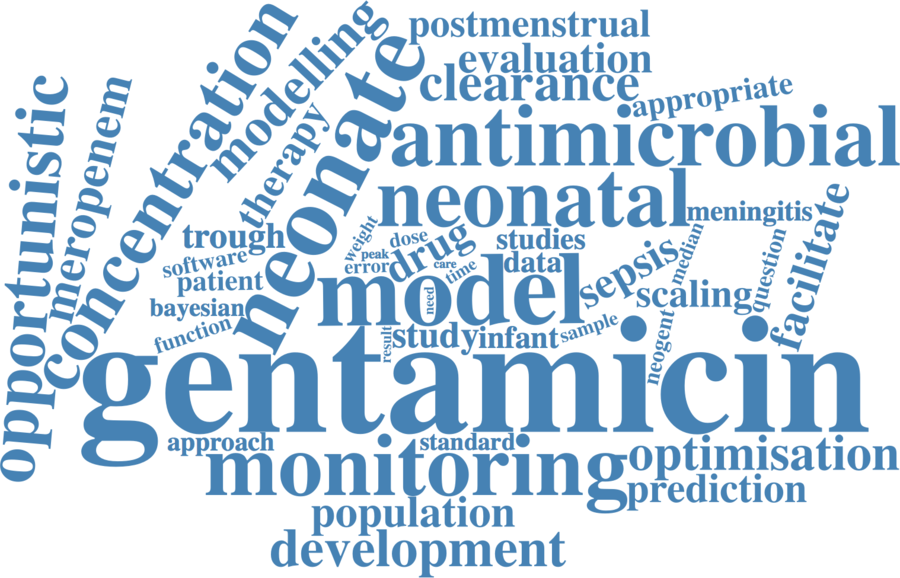 postmenstrual
evaluation
clearance
appropriate
antimicrobial
concentration
modelling
neonate
therapy
opportunistic
meropenem
neonatal
meningitis
facilitate
trough
software
patient
bayesian
function
weight
peak
dose
error
drug
care
time
need
studies
data
model
sepsis
median
question
scaling
result
study
infant
sample
neogent
gentamicin
approach
standard
monitoring
optimisation
prediction
population
development